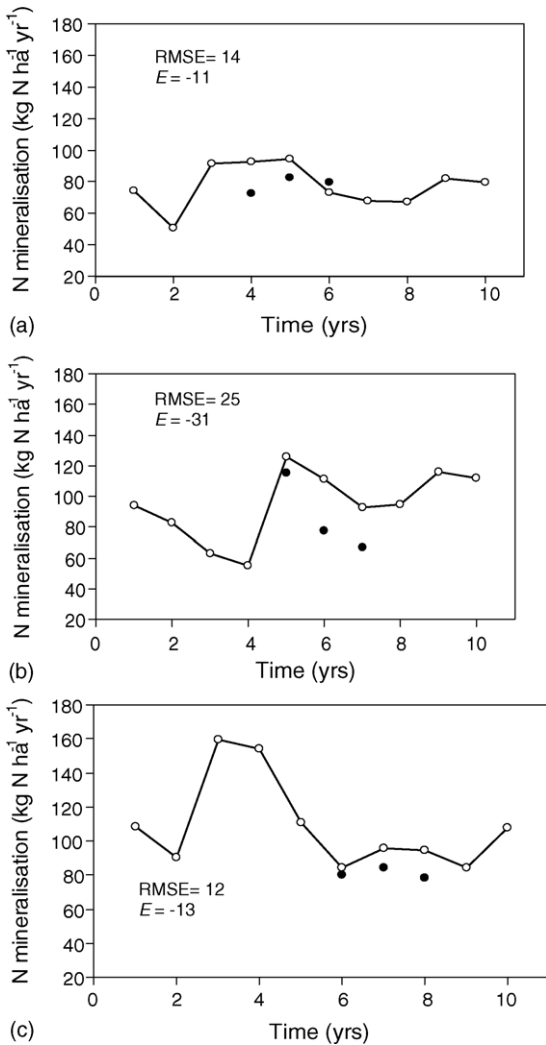 180
160
140
120
100
80
60
40
20
N mineralisation (kg N ha-1 yr-1)
RMSE= 14
E = -11
0 2 4 6 8 10
Time (yrs)
(a)
180
160
140
120
100
80
60
40
20
N mineralisation (kg N ha-1 yr-1)
RMSE= 25
E = -31
0 2 4 6 8 10
Time (yrs)
(b)
180
160
140
120
100
80
60
40
20
N mineralisation (kg N ha-1 yr-1)
RMSE= 12
E = -13
0 2 4 6 8 10
Time (yrs)
(c)